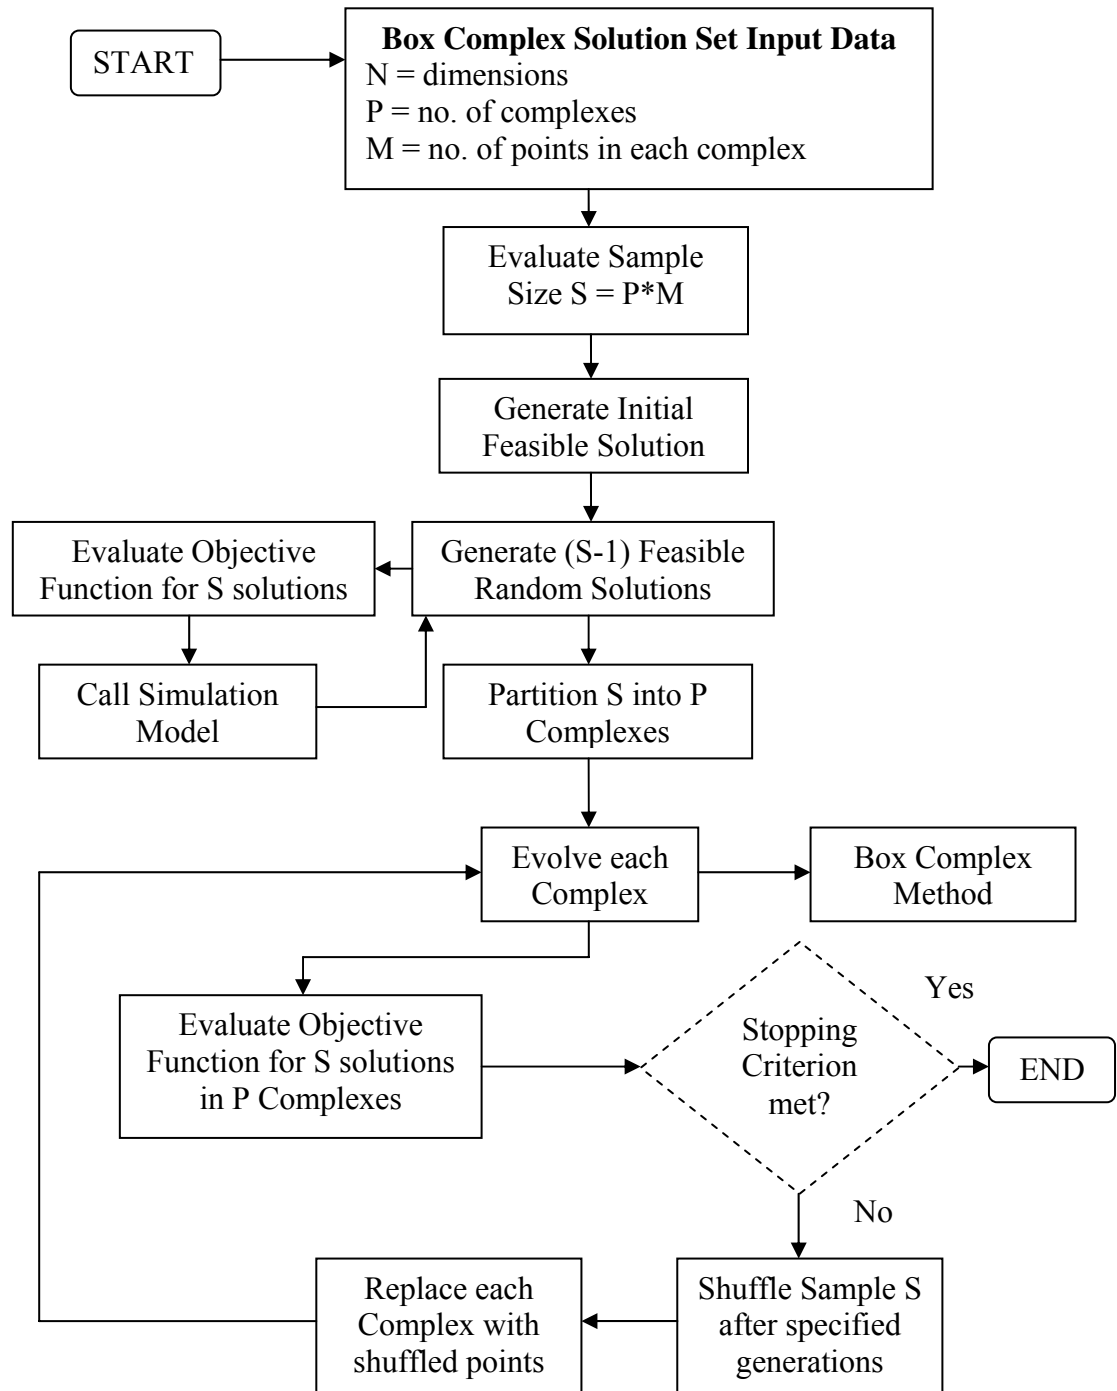 START
Box Complex Solution Set Input Data
N = dimensions
P = no. of complexes
M = no. of points in each complex
Evaluate Sample
Size S = P*M
Generate Initial
Feasible Solution
Evaluate Objective
Function for S solutions
Generate (S-1) Feasible
Random Solutions
Call Simulation
Model
Partition S into P
Complexes
Evolve each
Complex
Box Complex
Method
Evaluate Objective
Function for S solutions
in P Complexes
Stopping
Criterion
met?
Yes
END
No
Replace each
Complex with
shuffled points
Shuffle Sample S
after specified
generations